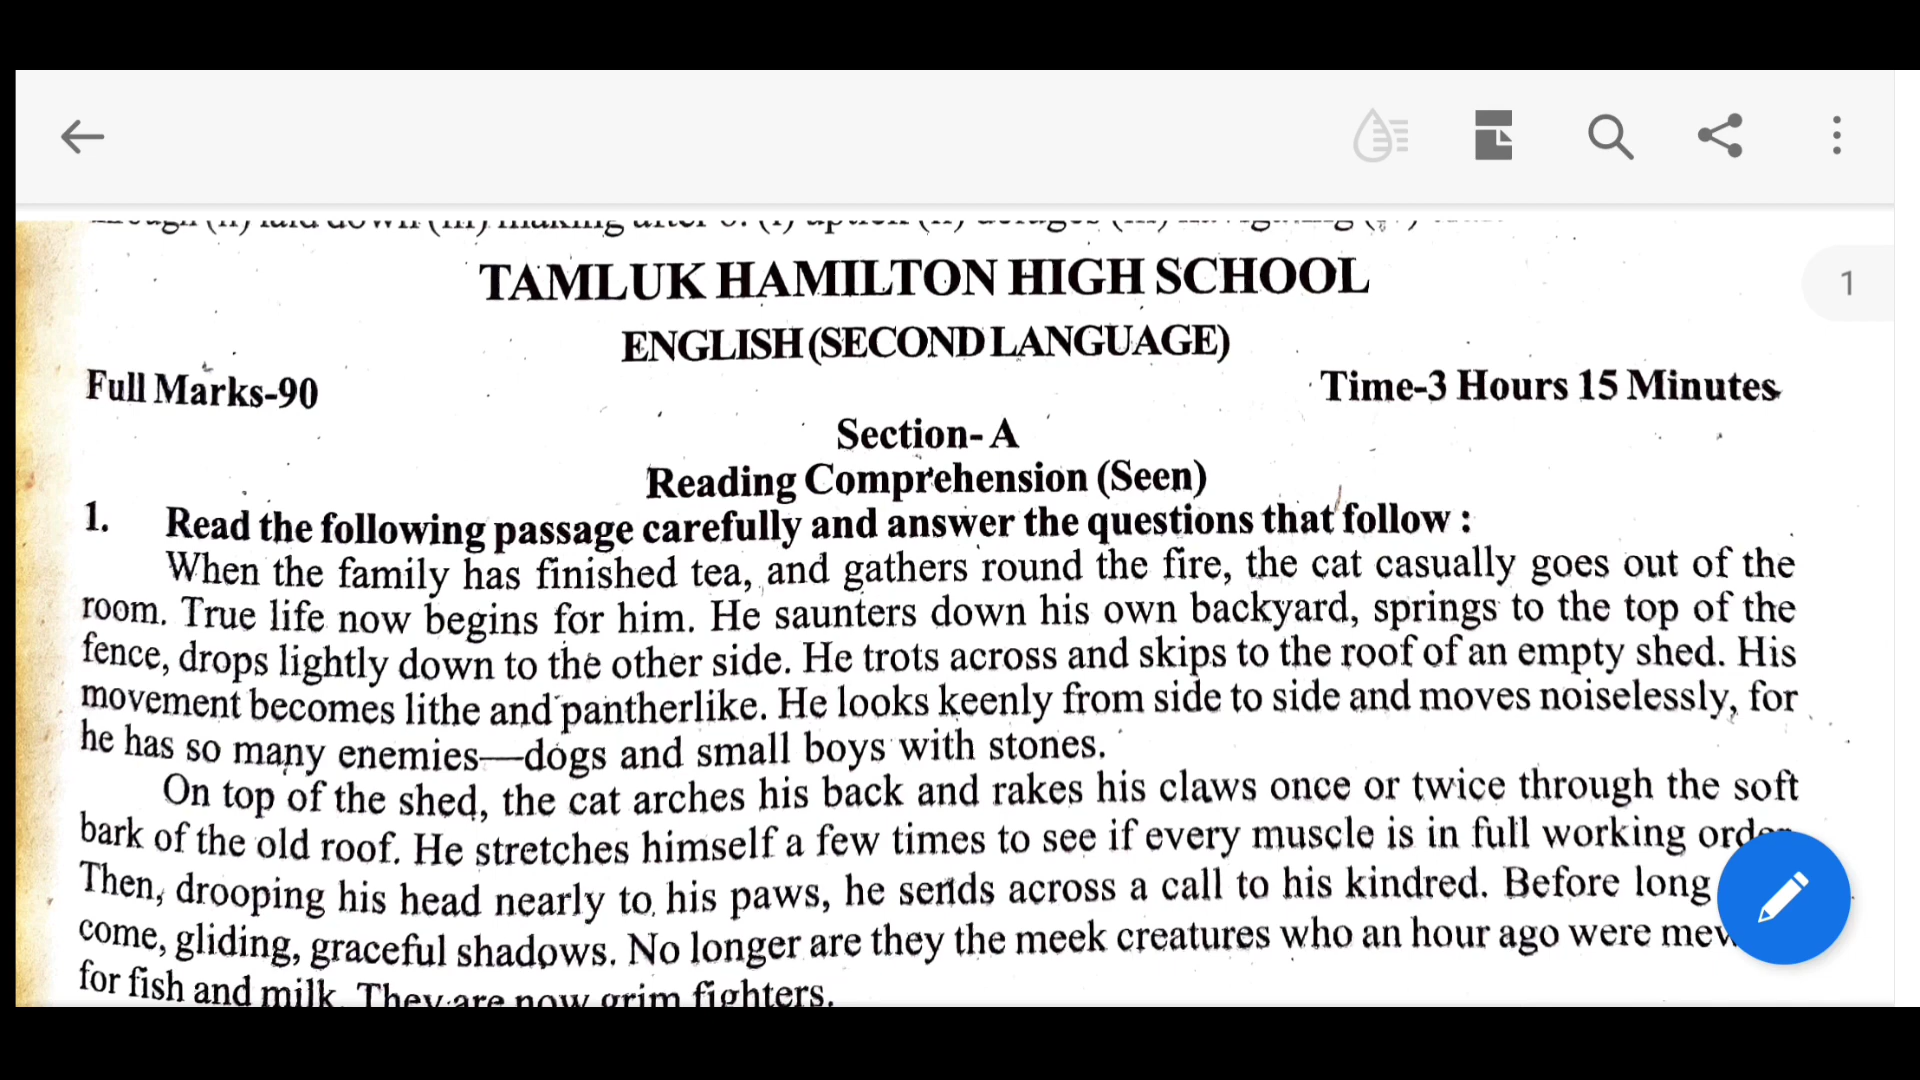 1
TAMLUK HAMILTON HIGH SCHOOL
ENGLISH (SECOND LANGUAGE)
Full Marks-90 Time-3 Hours 15 Minutes
Section- A
Reading Comprehension (Seen)
1. Read the following passage carefully and answer the questions that follow :
When the family has finished tea, and gathers round the fire, the cat casually goes out of the
room. True life now begins for him. He saunters down his own backyard, springs to the top of the
fence, drops lightly down to the other side. He trots across and skips to the roof of an empty shed. His
movement becomes lithe and pantherlike. He looks keenly from side to side and moves noiselessly, for
he has so many enemies—dogs and small boys with stones.
On top of the shed, the cat arches his back and rakes his claws once or twice through the soft
bark of the old roof. He stretches himself a few times to see if every muscle is in full working order.
Then, drooping his head nearly to his paws, he sends across a call to his kindred. Before long
come, gliding, graceful shadows. No longer are they the meek creatures who an hour ago were
for fish and milk. They are now grim fighters.